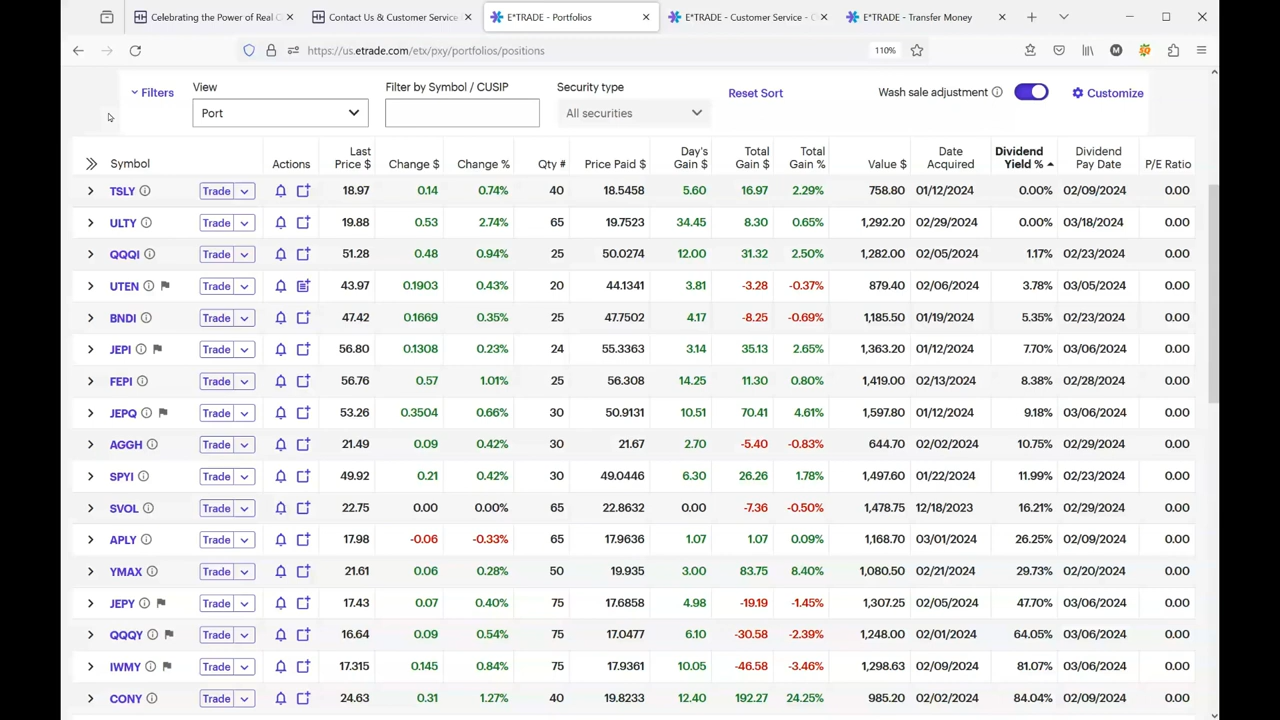 Celebrating the Power of Real C
Contact Us & Customer Service
E*TRADE - Portfolios
E*TRADE - Customer Service - C
E*TRADE - Transfer Money
https://us.etrade.com/etx/pxy/portfolios/positions
110%
M
Filters
View
Port
Filter by Symbol / CUSIP
Security type
All securities
Reset Sort
Wash sale adjustment
Customize
Symbol Actions Last Price $ Change $ Change % Qty # Price Paid $ Day's Gain $ Total Gain $ Total Gain % Value $ Date Acquired Dividend Yield % Dividend Pay Date P/E Ratio
TSLY Trade 18.97 0.14 0.74% 40 18.5458 5.60 16.97 2.29% 758.80 01/12/2024 0.00% 02/09/2024 0.00
ULTY Trade 19.88 0.53 2.74% 65 19.7523 34.45 8.30 0.65% 1,292.20 02/29/2024 0.00% 03/18/2024 0.00
QQQI Trade 51.28 0.48 0.94% 25 50.0274 12.00 31.32 2.50% 1,282.00 02/05/2024 1.17% 02/23/2024 0.00
UTEN Trade 43.97 0.1903 0.43% 20 44.1341 3.81 -3.28 -0.37% 879.40 02/06/2024 3.78% 03/05/2024 0.00
BNDI Trade 47.42 0.1669 0.35% 25 47.7502 4.17 -8.25 -0.69% 1,185.50 01/19/2024 5.35% 02/23/2024 0.00
JEPI Trade 56.80 0.1308 0.23% 24 55.3363 3.14 35.13 2.65% 1,363.20 01/12/2024 7.70% 03/06/2024 0.00
FEPI Trade 56.76 0.57 1.01% 25 56.308 14.25 11.30 0.80% 1,419.00 02/13/2024 8.38% 02/28/2024 0.00
JEPQ Trade 53.26 0.3504 0.66% 30 50.9131 10.51 70.41 4.61% 1,597.80 01/12/2024 9.18% 03/06/2024 0.00
AGGH Trade 21.49 0.09 0.42% 30 21.67 2.70 -5.40 -0.83% 644.70 02/02/2024 10.75% 02/29/2024 0.00
SPYI Trade 49.92 0.21 0.42% 30 49.0446 6.30 26.26 1.78% 1,497.60 01/22/2024 11.99% 02/23/2024 0.00
SVOL Trade 22.75 0.00 0.00% 65 22.8632 0.00 -7.36 -0.50% 1,478.75 12/18/2023 16.21% 02/29/2024 0.00
APLY Trade 17.98 -0.06 -0.33% 65 17.9636 1.07 1.07 0.09% 1,168.70 03/01/2024 26.25% 02/09/2024 0.00
YMAX Trade 21.61 0.06 0.28% 50 19.935 3.00 83.75 8.40% 1,080.50 02/21/2024 29.73% 02/20/2024 0.00
JEPY Trade 17.43 0.07 0.40% 75 17.6858 4.98 -19.19 -1.45% 1,307.25 02/05/2024 47.70% 03/06/2024 0.00
QQQY Trade 16.64 0.09 0.54% 75 17.0477 6.10 -30.58 -2.39% 1,248.00 02/01/2024 64.05% 03/06/2024 0.00
IWMY Trade 17.315 0.145 0.84% 75 17.9361 10.05 -46.58 -3.46% 1,298.63 02/09/2024 81.07% 03/06/2024 0.00
CONY Trade 24.63 0.31 1.27% 40 19.8233 12.40 192.27 24.25% 985.20 02/02/2024 84.04% 02/09/2024 0.00